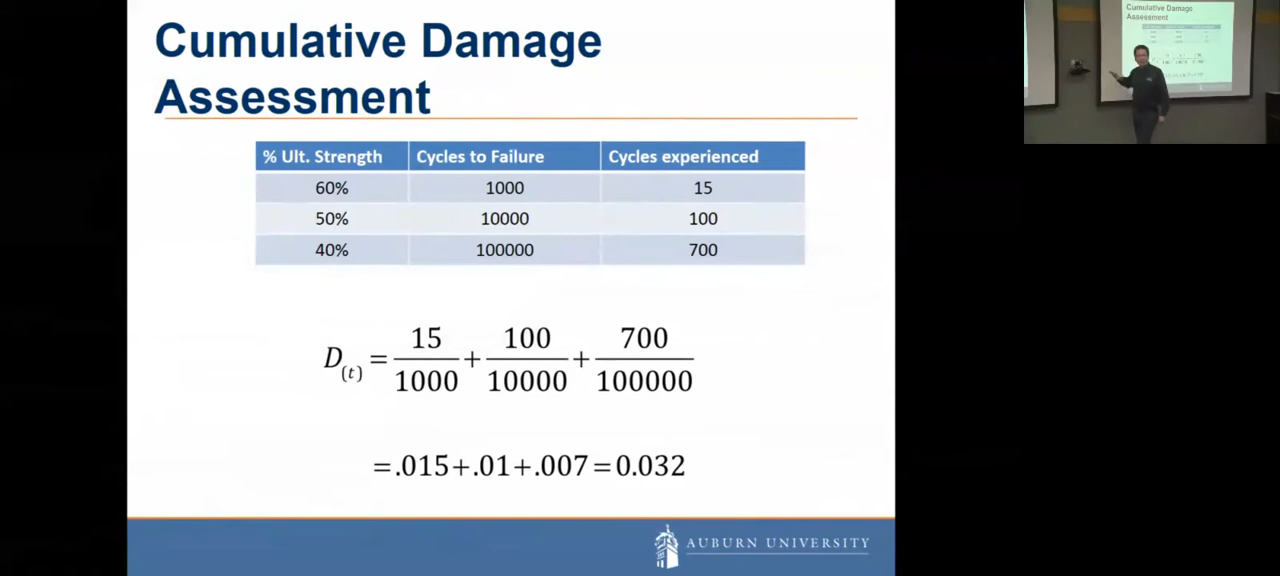 Cumulative Damage
Assessment
% Ult. Strength Cycles to Failure Cycles experienced
60% 1000 15
50% 10000 100
40% 100000 700
D(t) = 15/1000 + 100/10000 + 700/100000
=.015+.01+.007=0.032
AUBURN UNIVERSITY
Cumulative Damage
Assessment